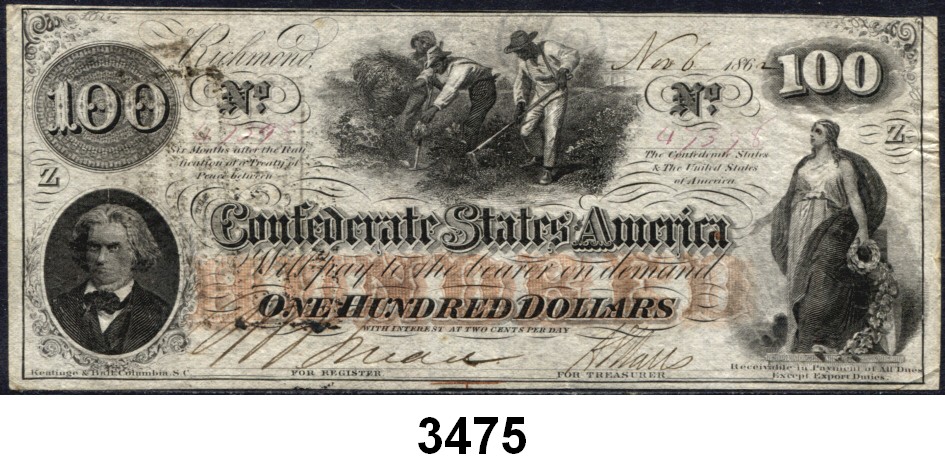 Richmond,
Nov 6 1862
100
100
No
No
Six Months after the Rati
fication of a Treaty of
Peace between
The Confederate States
& The United States
of America
Z
Z
Confederate States America
Will pay to the bearer on demand
HUNDRED
ONE HUNDRED DOLLARS
WITH INTEREST AT TWO CENTS PER DAY
Keatinge & Ball, Columbia, S.C.
FOR REGISTER
FOR TREASURER
Receivable in Payment of All Dues
Except Export Duties.
3475